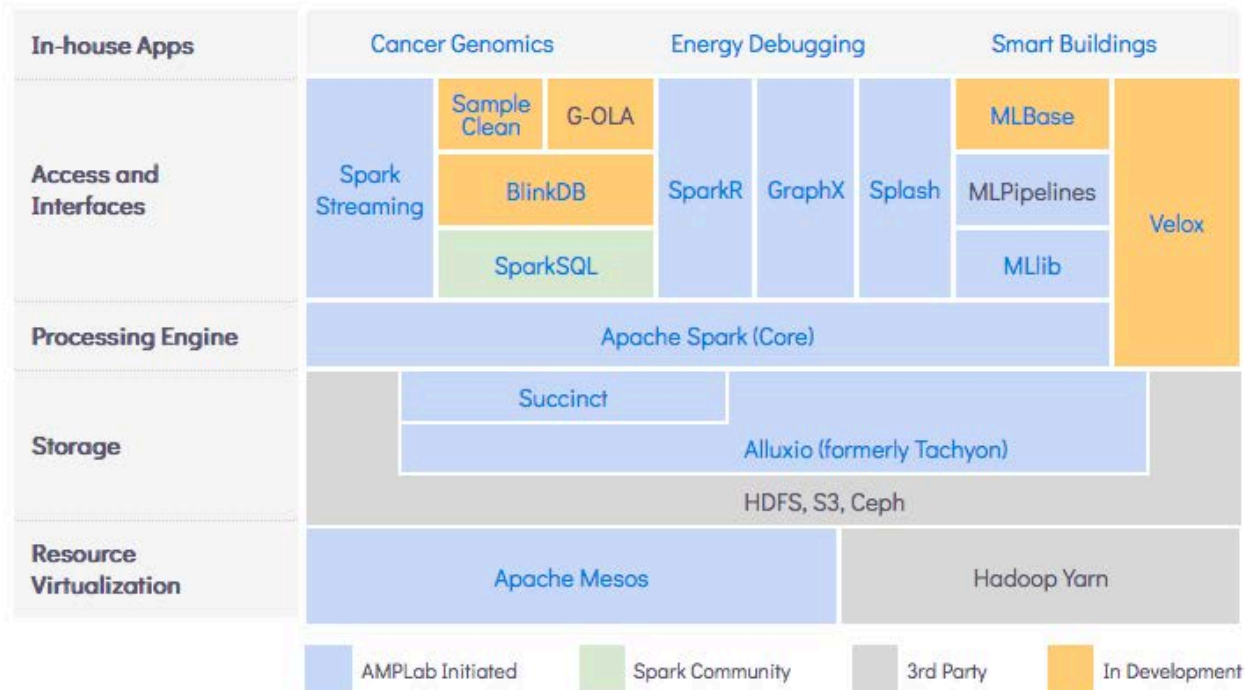 In-house Apps
Cancer Genomics
Energy Debugging
Smart Buildings
Access and
Interfaces
Spark
Streaming
Sample
Clean
G-OLA
BlinkDB
SparkSQL
SparkR
GraphX
Splash
MLBase
MLPipelines
MLlib
Velox
Processing Engine
Apache Spark (Core)
Storage
Succinct
Alluxio (formerly Tachyon)
HDFS, S3, Ceph
Resource
Virtualization
Apache Mesos
Hadoop Yarn
AMPLab Initiated
Spark Community
3rd Party
In Development